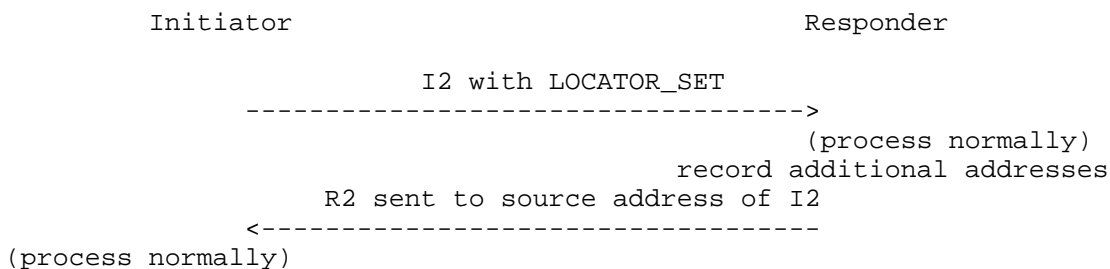 Initiator                                Responder
I2 with LOCATOR_SET
----------------------------------->
(process normally)
record additional addresses
R2 sent to source address of I2
<-----------------------------------
(process normally)